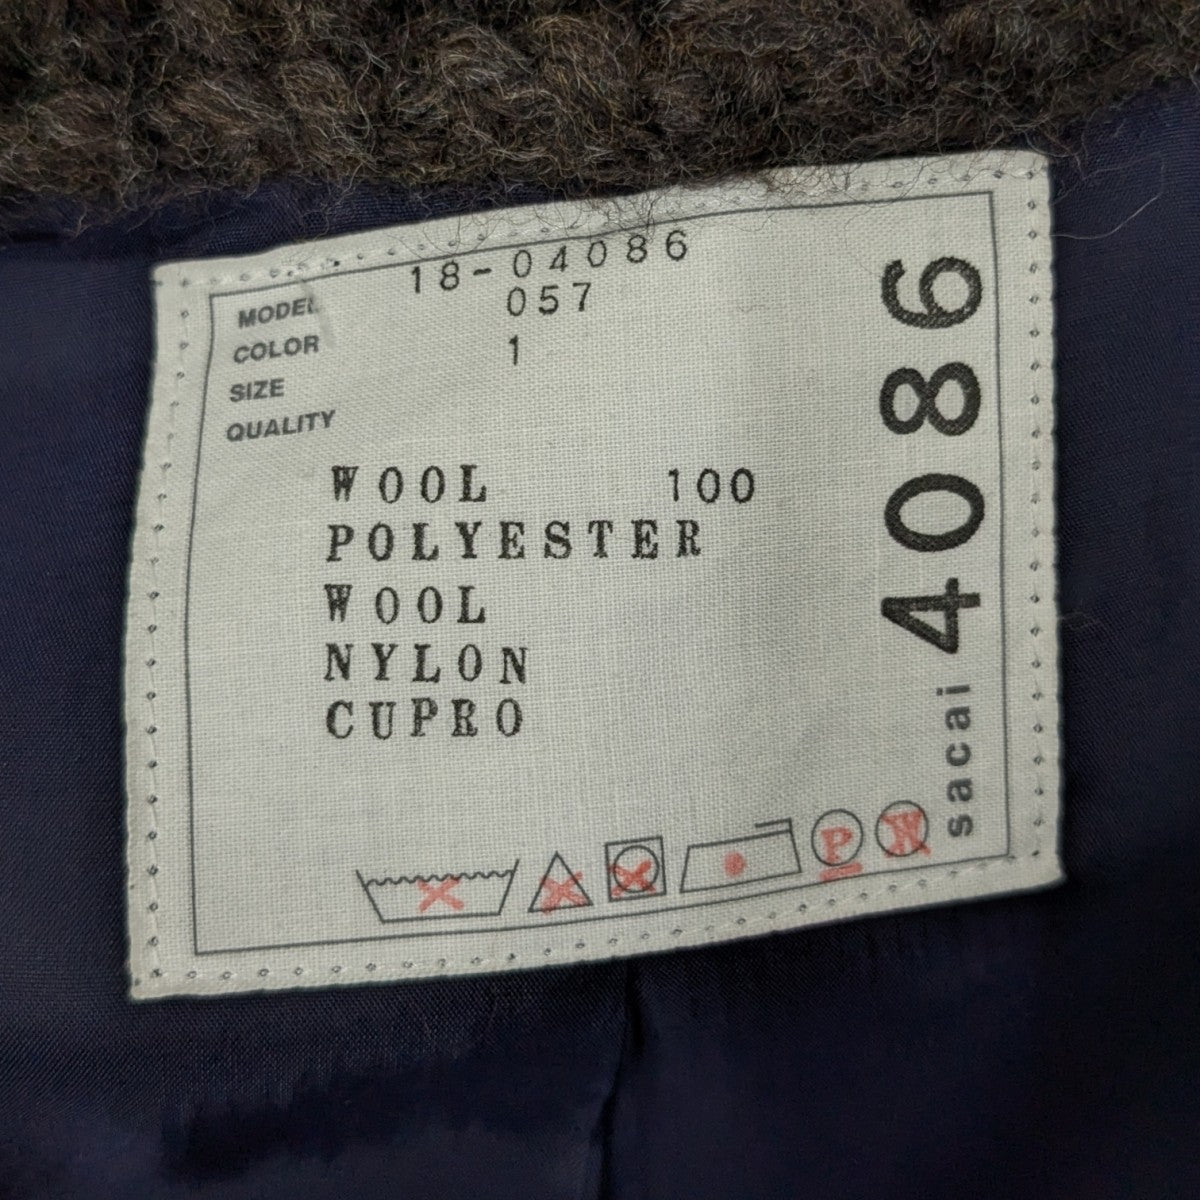 MODEL 18-04086
COLOR 057
SIZE 1
QUALITY
WOOL 100
POLYESTER
WOOL
NYLON
CUPRO
P W
sacai 4086